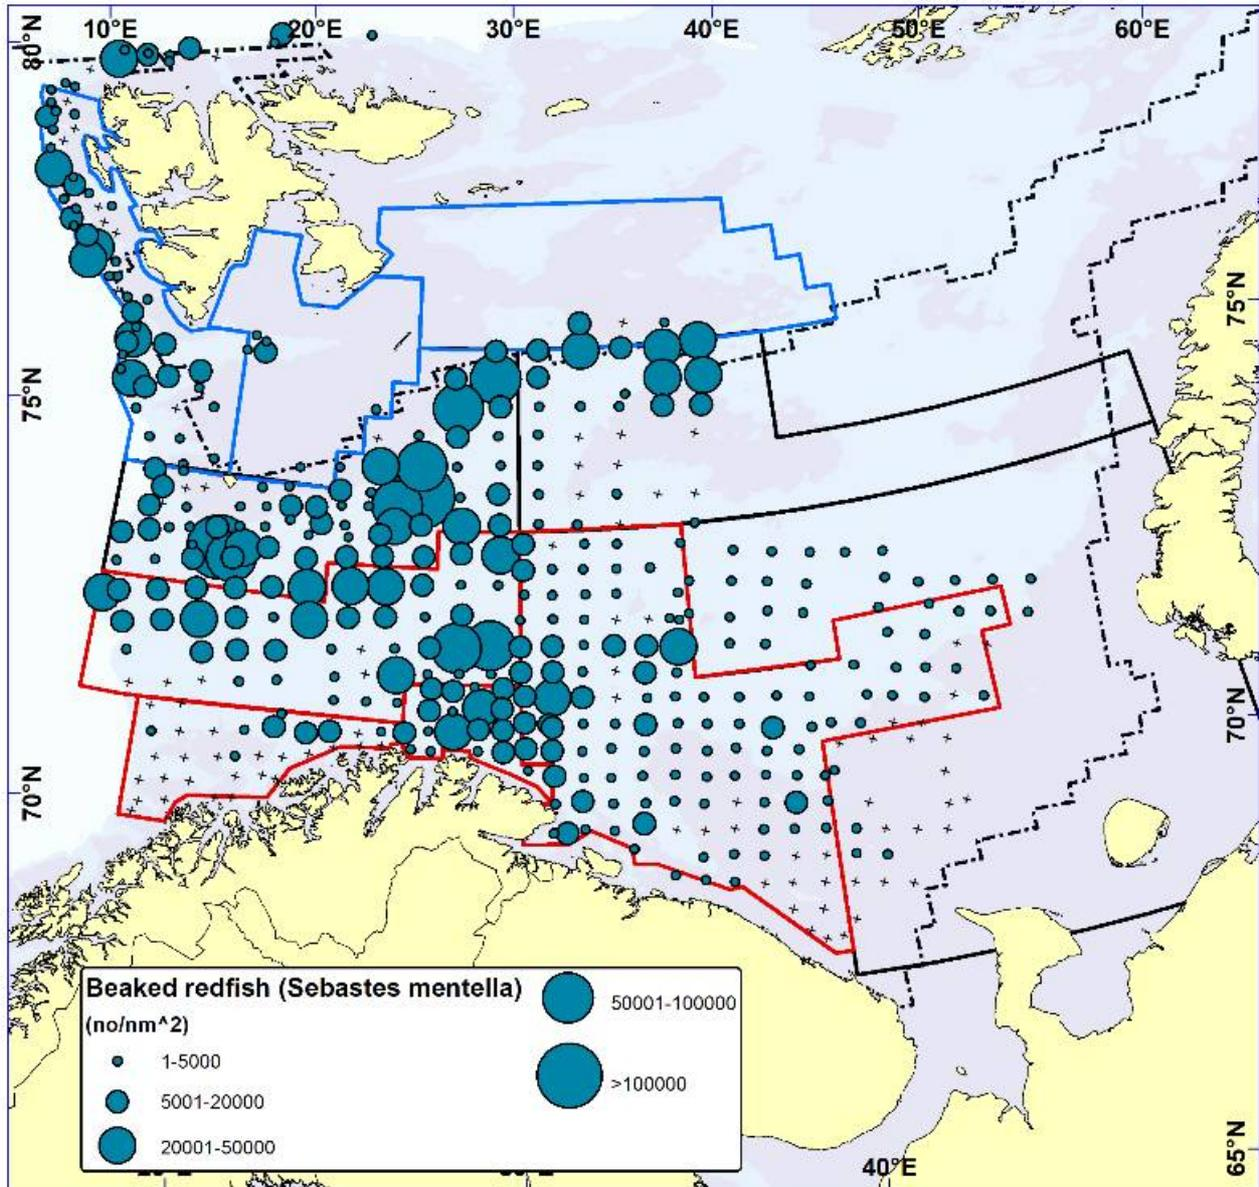 10°E 20°E 30°E 40°E 50°E 60°E
80°N
75°N
75°N
70°N
70°N
65°N
Beaked redfish (Sebastes mentella)
(no/nm^2)
1-5000
5001-20000
20001-50000
50001-100000
>100000
40°E